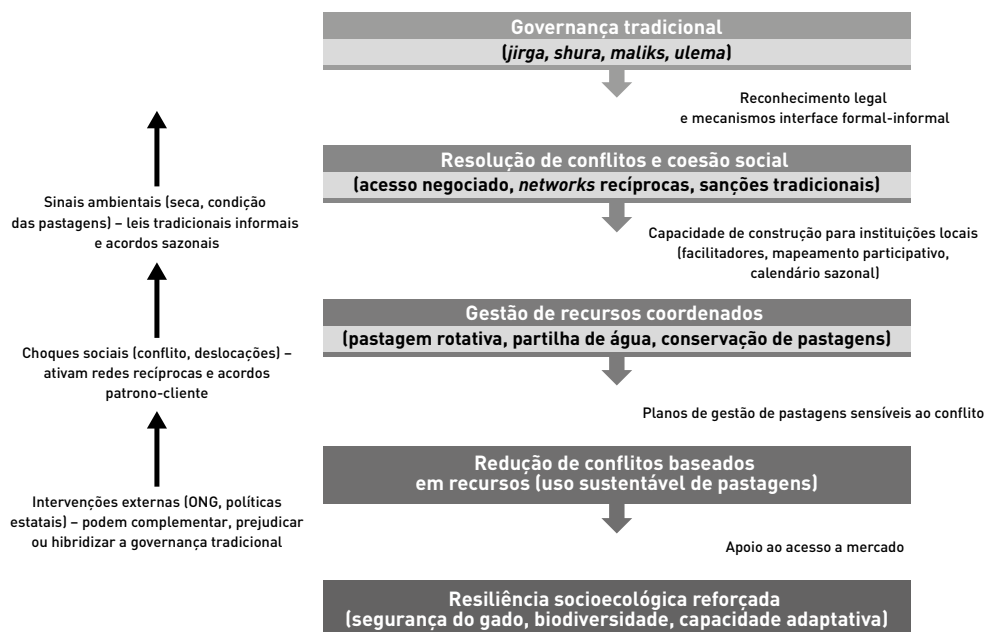 Governança tradicional
(jirga, shura, maliks, ulema)
Reconhecimento legal
e mecanismos interface formal-informal
Resolução de conflitos e coesão social
(acesso negociado, networks recíprocas, sanções tradicionais)
Sinais ambientais (seca, condição
das pastagens) – leis tradicionais informais
e acordos sazonais
Capacidade de construção para instituições locais
(facilitadores, mapeamento participativo,
calendário sazonal)
Gestão de recursos coordenados
(pastagem rotativa, partilha de água, conservação de pastagens)
Choques sociais (conflito, deslocações) –
ativam redes recíprocas e acordos
patrono-cliente
Planos de gestão de pastagens sensíveis ao conflito
Redução de conflitos baseados
em recursos (uso sustentável de pastagens)
Intervenções externas (ONG, políticas
estatais) – podem complementar, prejudicar
ou hibridizar a governança tradicional
Apoio ao acesso a mercado
Resiliência socioecológica reforçada
(segurança do gado, biodiversidade, capacidade adaptativa)